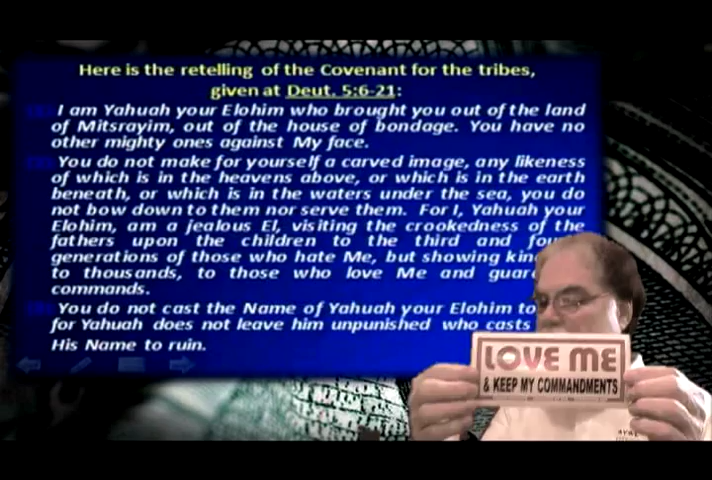 Here is the retelling of the Covenant for the tribes,
given at Deut. 5:6-21:
I am Yahuah your Elohim who brought you out of the land
of Mitsrayim, out of the house of bondage. You have no
other mighty ones against My face.
You do not make for yourself a carved image, any likeness
of which is in the heavens above, or which is in the earth
beneath, or which is in the waters under the sea, you do
not bow down to them nor serve them. For I, Yahuah your
Elohim, am a jealous El, visiting the crookedness of the
fathers upon the children to the third and
generations of those who hate Me, but showing
to thousands, to those who love Me and
commands.
You do not cast the Name of Yahuah your Elohim to
for Yahuah does not leave him unpunished who casts
His Name to ruin.
LOVE ME
& KEEP MY COMMANDMENTS